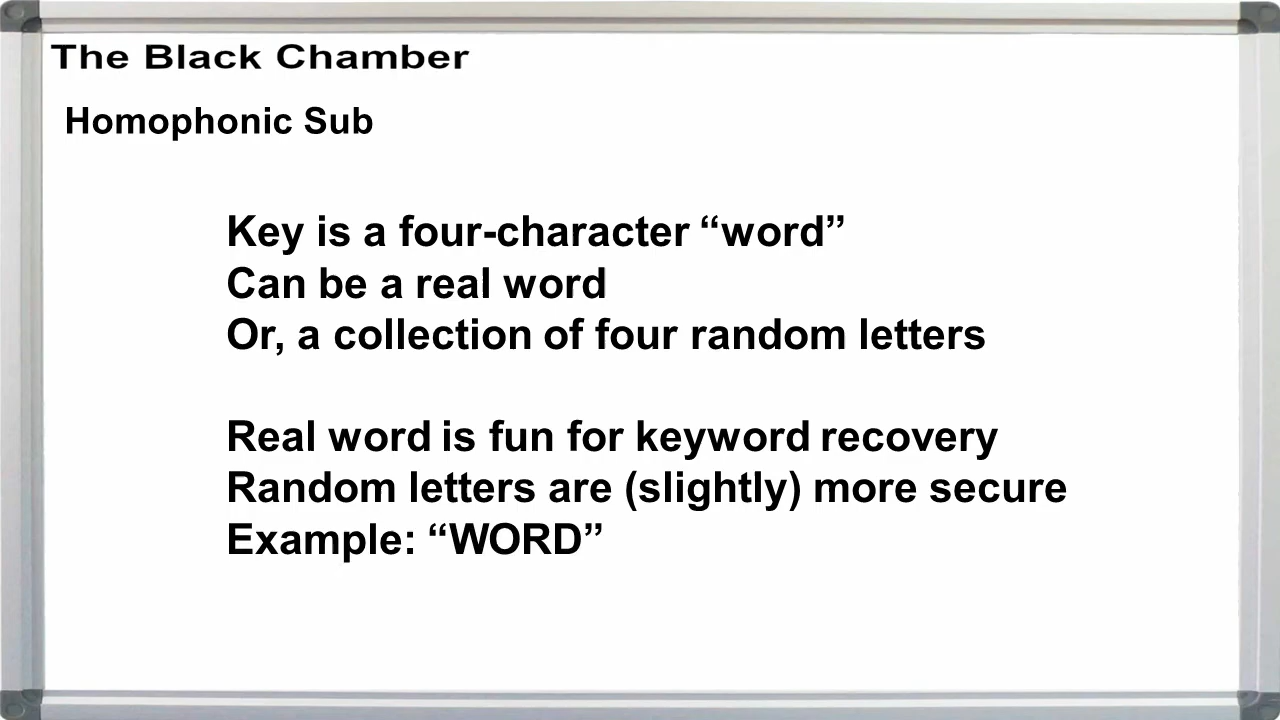 The Black Chamber
Homophonic Sub
Key is a four-character “word”
Can be a real word
Or, a collection of four random letters
Real word is fun for keyword recovery
Random letters are (slightly) more secure
Example: “WORD”